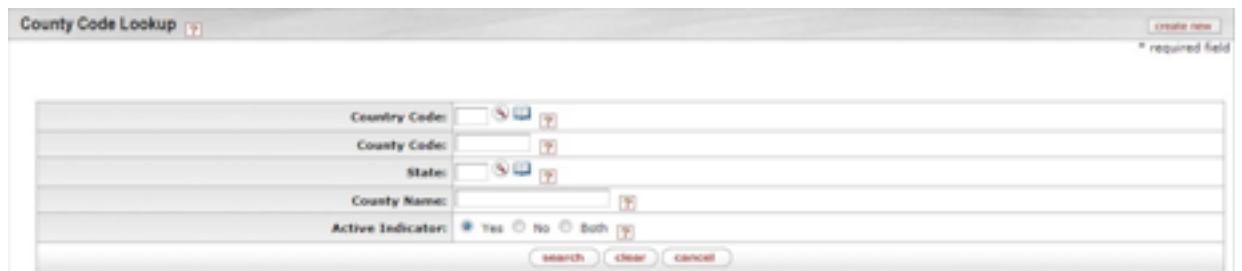 County Code Lookup ? create new
* required field
Country Code: ?
County Code: ?
State: ?
County Name: ?
Active Indicator: Yes No Both ?
search clear cancel